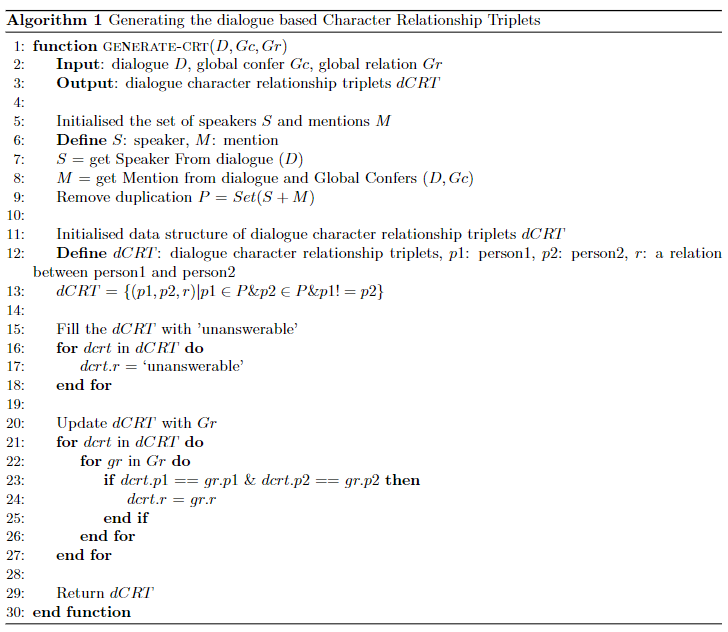 Algorithm 1 Generating the dialogue based Character Relationship Triplets
1: function GENERATE-CRT(D, Gc, Gr)
2: Input: dialogue D, global confer Gc, global relation Gr
3: Output: dialogue character relationship triplets dCRT
4:
5: Initialised the set of speakers S and mentions M
6: Define S: speaker, M: mention
7: S = get Speaker From dialogue (D)
8: M = get Mention from dialogue and Global Confers (D, Gc)
9: Remove duplication P = Set(S + M)
10:
11: Initialised data structure of dialogue character relationship triplets dCRT
12: Define dCRT: dialogue character relationship triplets, p1: person1, p2: person2, r: a relation
between person1 and person2
13: dCRT = {(p1, p2, r)|p1 ∈ P&p2 ∈ P&p1! = p2}
14:
15: Fill the dCRT with 'unanswerable'
16: for dcrt in dCRT do
17: dcrt.r = ‘unanswerable’
18: end for
19:
20: Update dCRT with Gr
21: for dcrt in dCRT do
22: for gr in Gr do
23: if dcrt.p1 == gr.p1 & dcrt.p2 == gr.p2 then
24: dcrt.r = gr.r
25: end if
26: end for
27: end for
28:
29: Return dCRT
30: end function